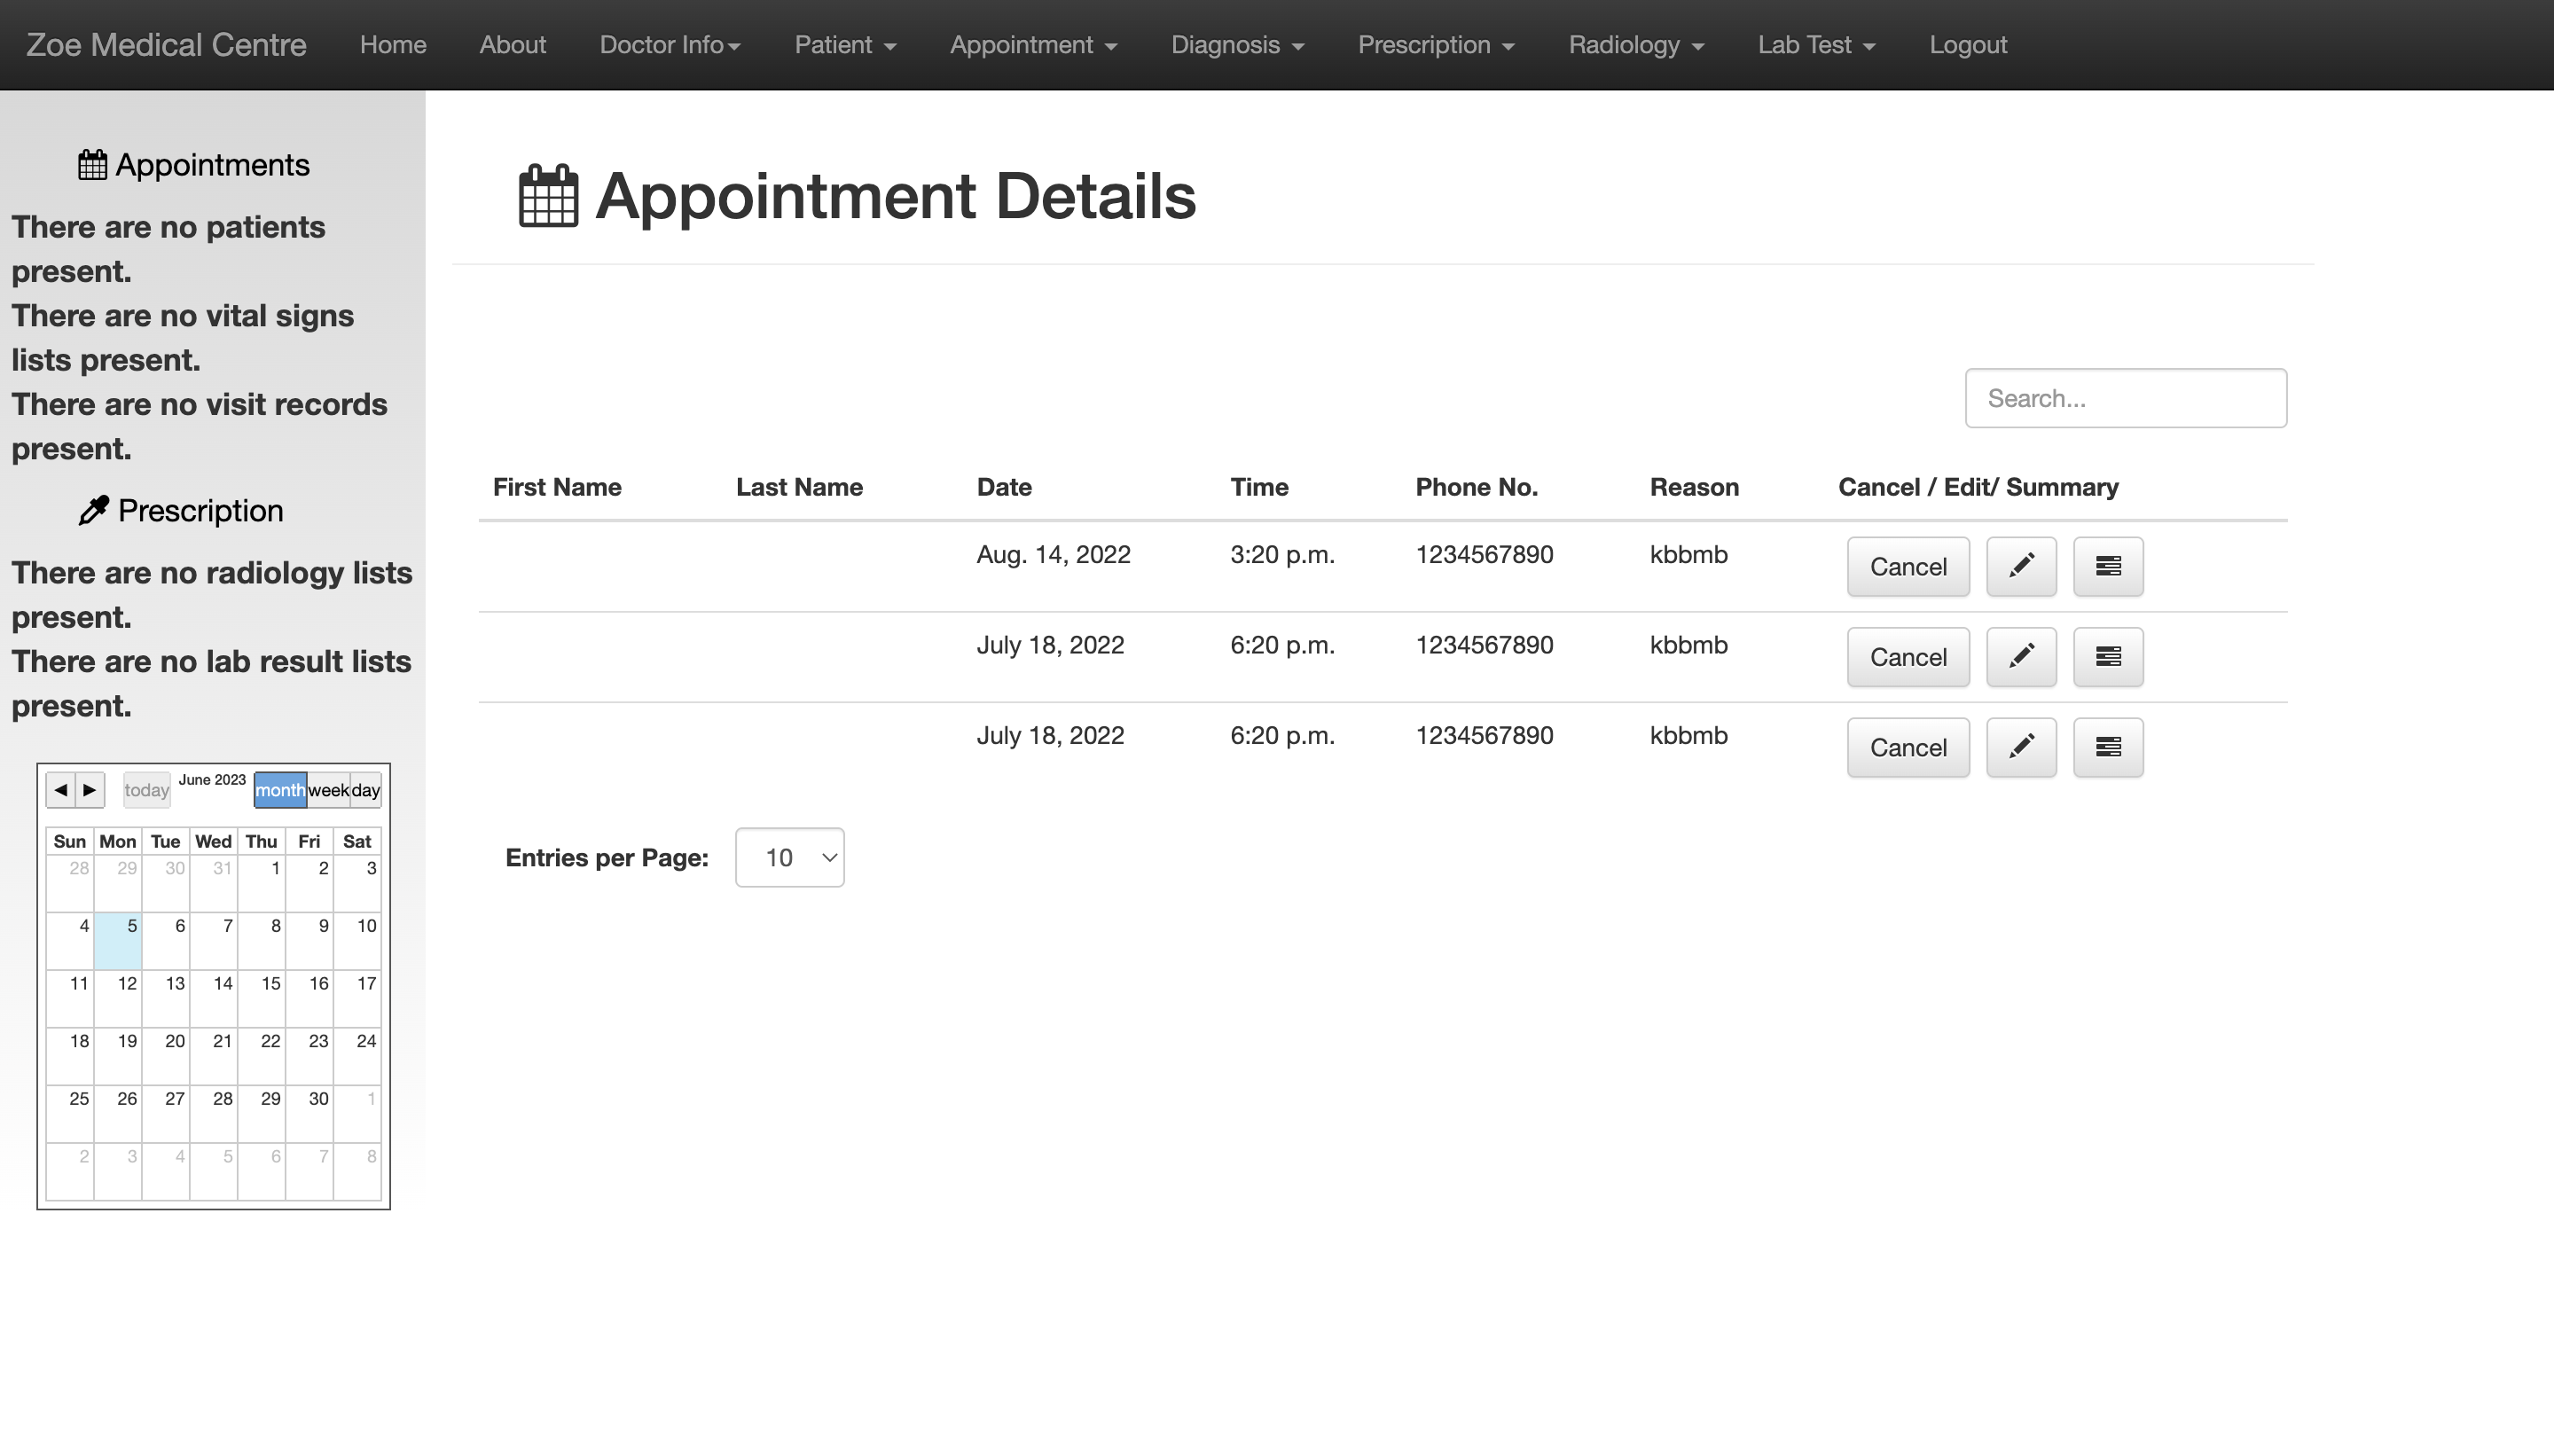 Zoe Medical Centre Home About Doctor Info Patient Appointment Diagnosis Prescription Radiology Lab Test Logout
Appointments
There are no patients
present.
There are no vital signs
lists present.
There are no visit records
present.
Prescription
There are no radiology lists
present.
There are no lab result lists
present.
today June 2023 month week day
Sun Mon Tue Wed Thu Fri Sat
28 29 30 31 1 2 3
4 5 6 7 8 9 10
11 12 13 14 15 16 17
18 19 20 21 22 23 24
25 26 27 28 29 30 1
2 3 4 5 6 7 8
Appointment Details
Search...
First Name Last Name Date Time Phone No. Reason Cancel / Edit/ Summary
Aug. 14, 2022 3:20 p.m. 1234567890 kbbmb Cancel
July 18, 2022 6:20 p.m. 1234567890 kbbmb Cancel
July 18, 2022 6:20 p.m. 1234567890 kbbmb Cancel
Entries per Page: 10